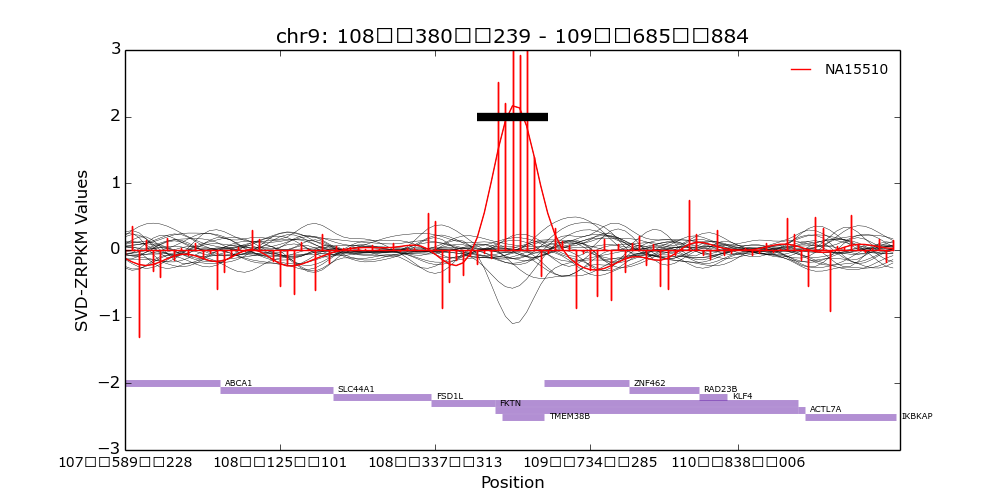 chr9: 108□□380□□239 - 109□□685□□884
NA15510
SVD-ZRPKM Values
3
2
1
0
−1
−2
−3
ABCA1
ZNF462
SLC44A1
RAD23B
FSD1L
KLF4
FKTN
ACTL7A
TMEM38B
IKBKAP
107□□589□□228 108□□125□□101 108□□337□□313 109□□734□□285 110□□838□□006
Position